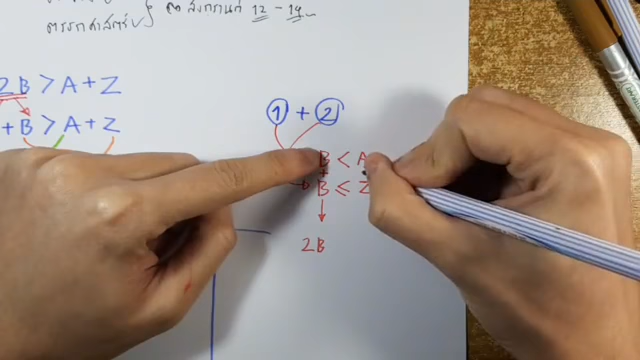 ตรรกศาสตร์ สงกรานต์ 12 - 19
2B > A + Z
+ B > A + Z
① + ②
B < A
+
B ≤ Z
2B